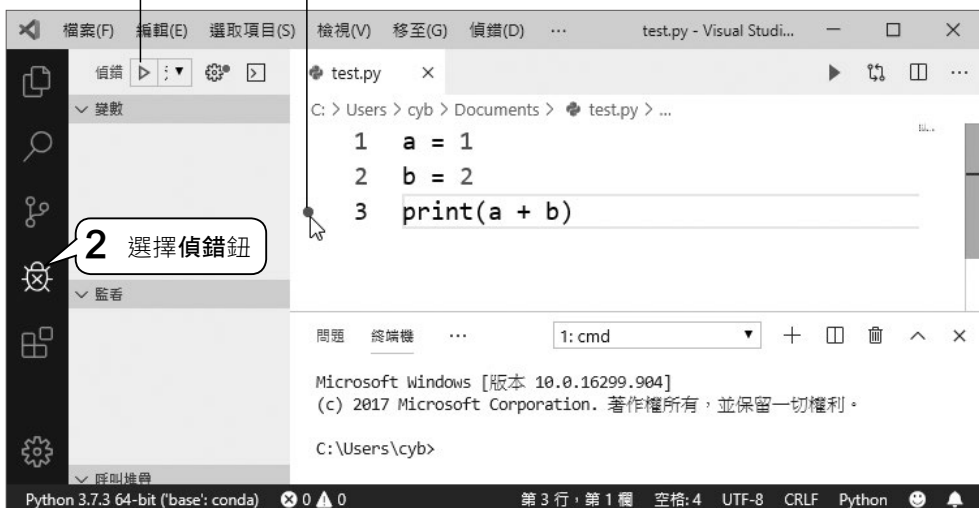 檔案(F) 編輯(E) 選取項目(S) 檢視(V) 移至(G) 偵錯(D) ... test.py - Visual Studi...
偵錯
test.py
變數
C: > Users > cyb > Documents > test.py > ...
1 a = 1
2 b = 2
3 print(a + b)
2 選擇偵錯鈕
監看
問題 終端機 ... 1: cmd
Microsoft Windows [版本 10.0.16299.904]
(c) 2017 Microsoft Corporation. 著作權所有,並保留一切權利。
C:\Users\cyb>
呼叫堆疊
Python 3.7.3 64-bit ('base': conda) 0 0 第 3 行,第 1 欄 空格: 4 UTF-8 CRLF Python